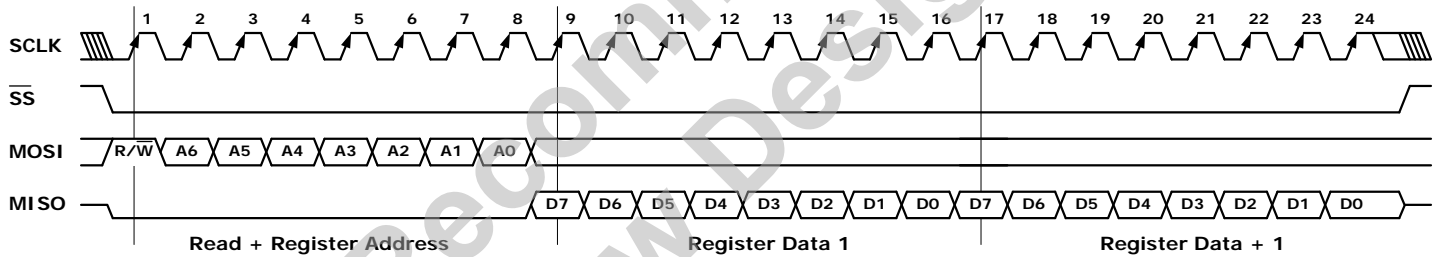 1 2 3 4 5 6 7 8 9 10 11 12 13 14 15 16 17 18 19 20 21 22 23 24
SCLK
SS
MOSI R/W A6 A5 A4 A3 A2 A1 A0
MISO D7 D6 D5 D4 D3 D2 D1 D0 D7 D6 D5 D4 D3 D2 D1 D0
Read + Register Address Register Data 1 Register Data + 1